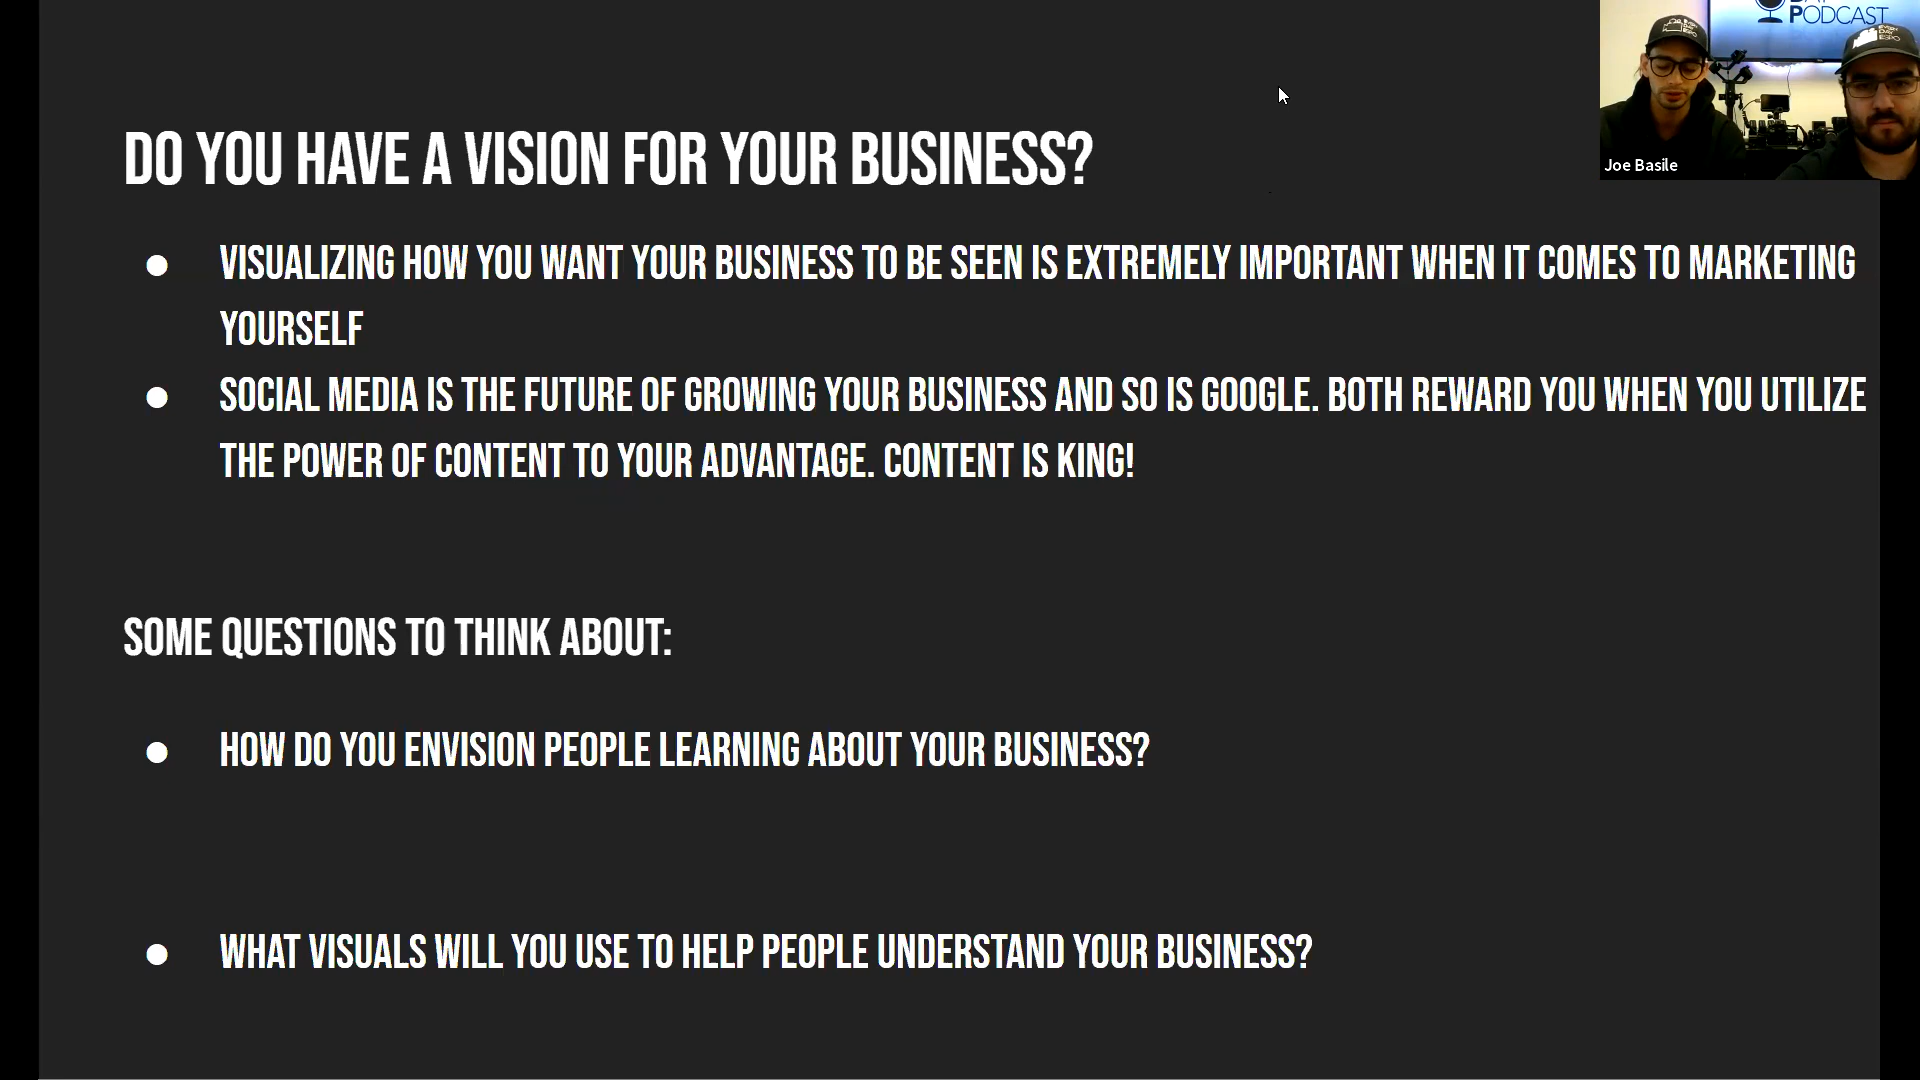 PODCAST
Joe Basile
DO YOU HAVE A VISION FOR YOUR BUSINESS?
● VISUALIZING HOW YOU WANT YOUR BUSINESS TO BE SEEN IS EXTREMELY IMPORTANT WHEN IT COMES TO MARKETING
YOURSELF
● SOCIAL MEDIA IS THE FUTURE OF GROWING YOUR BUSINESS AND SO IS GOOGLE. BOTH REWARD YOU WHEN YOU UTILIZE
THE POWER OF CONTENT TO YOUR ADVANTAGE. CONTENT IS KING!
SOME QUESTIONS TO THINK ABOUT:
● HOW DO YOU ENVISION PEOPLE LEARNING ABOUT YOUR BUSINESS?
● WHAT VISUALS WILL YOU USE TO HELP PEOPLE UNDERSTAND YOUR BUSINESS?